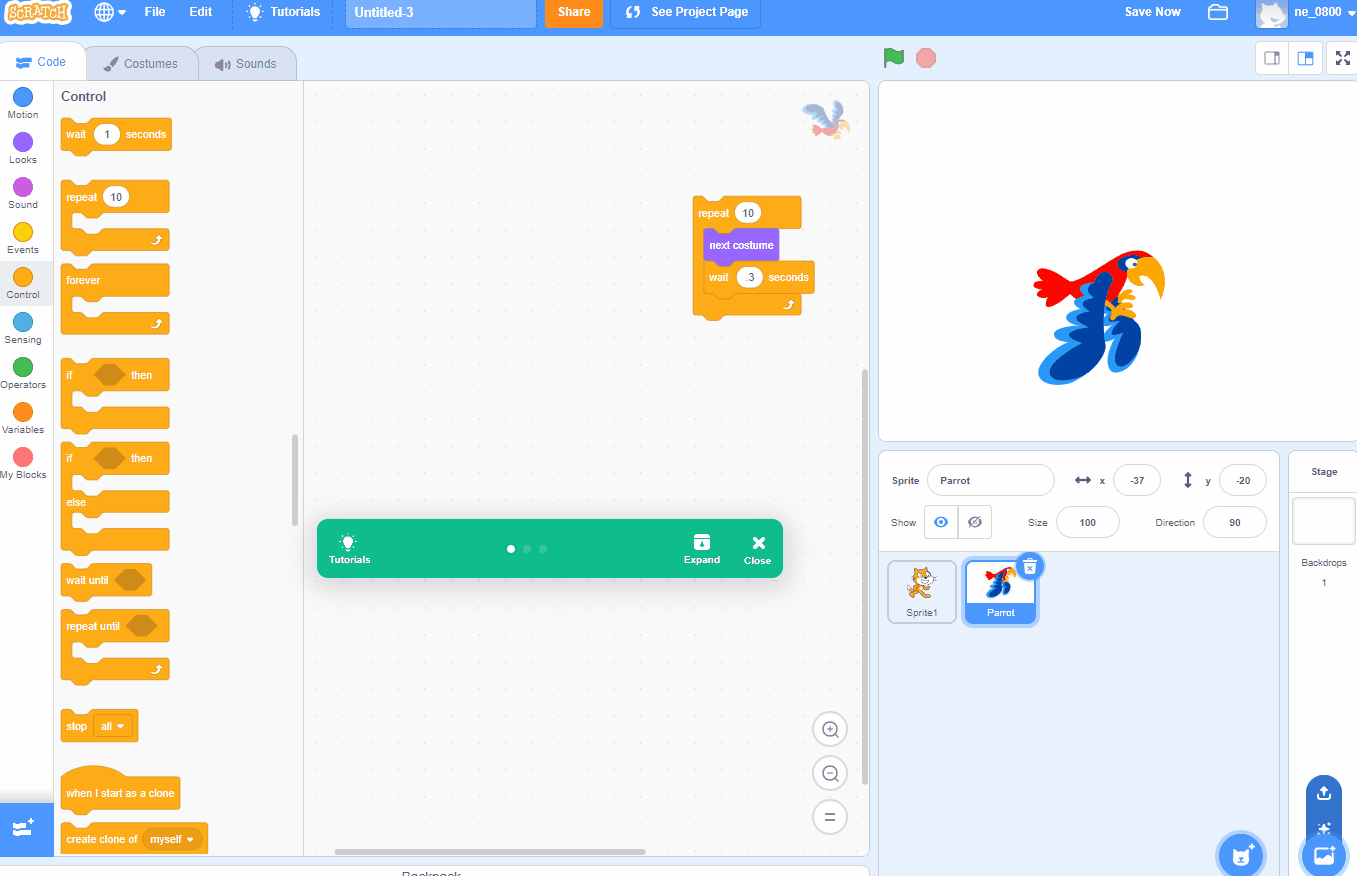 SCRATCH
File
Edit
Tutorials
Untitled-3
Share
See Project Page
Save Now
ne_0800
Code
Costumes
Sounds
Motion
Looks
Sound
Events
Control
Sensing
Operators
Variables
My Blocks
Control
wait 1 seconds
repeat 10
forever
if then
if then
else
wait until
repeat until
stop all
when I start as a clone
create clone of myself
repeat 10
next costume
wait .3 seconds
Tutorials
Expand
Close
Sprite Parrot x -37 y -20
Show Size 100 Direction 90
Sprite1
Parrot
Stage
Backdrops
1
Backpack